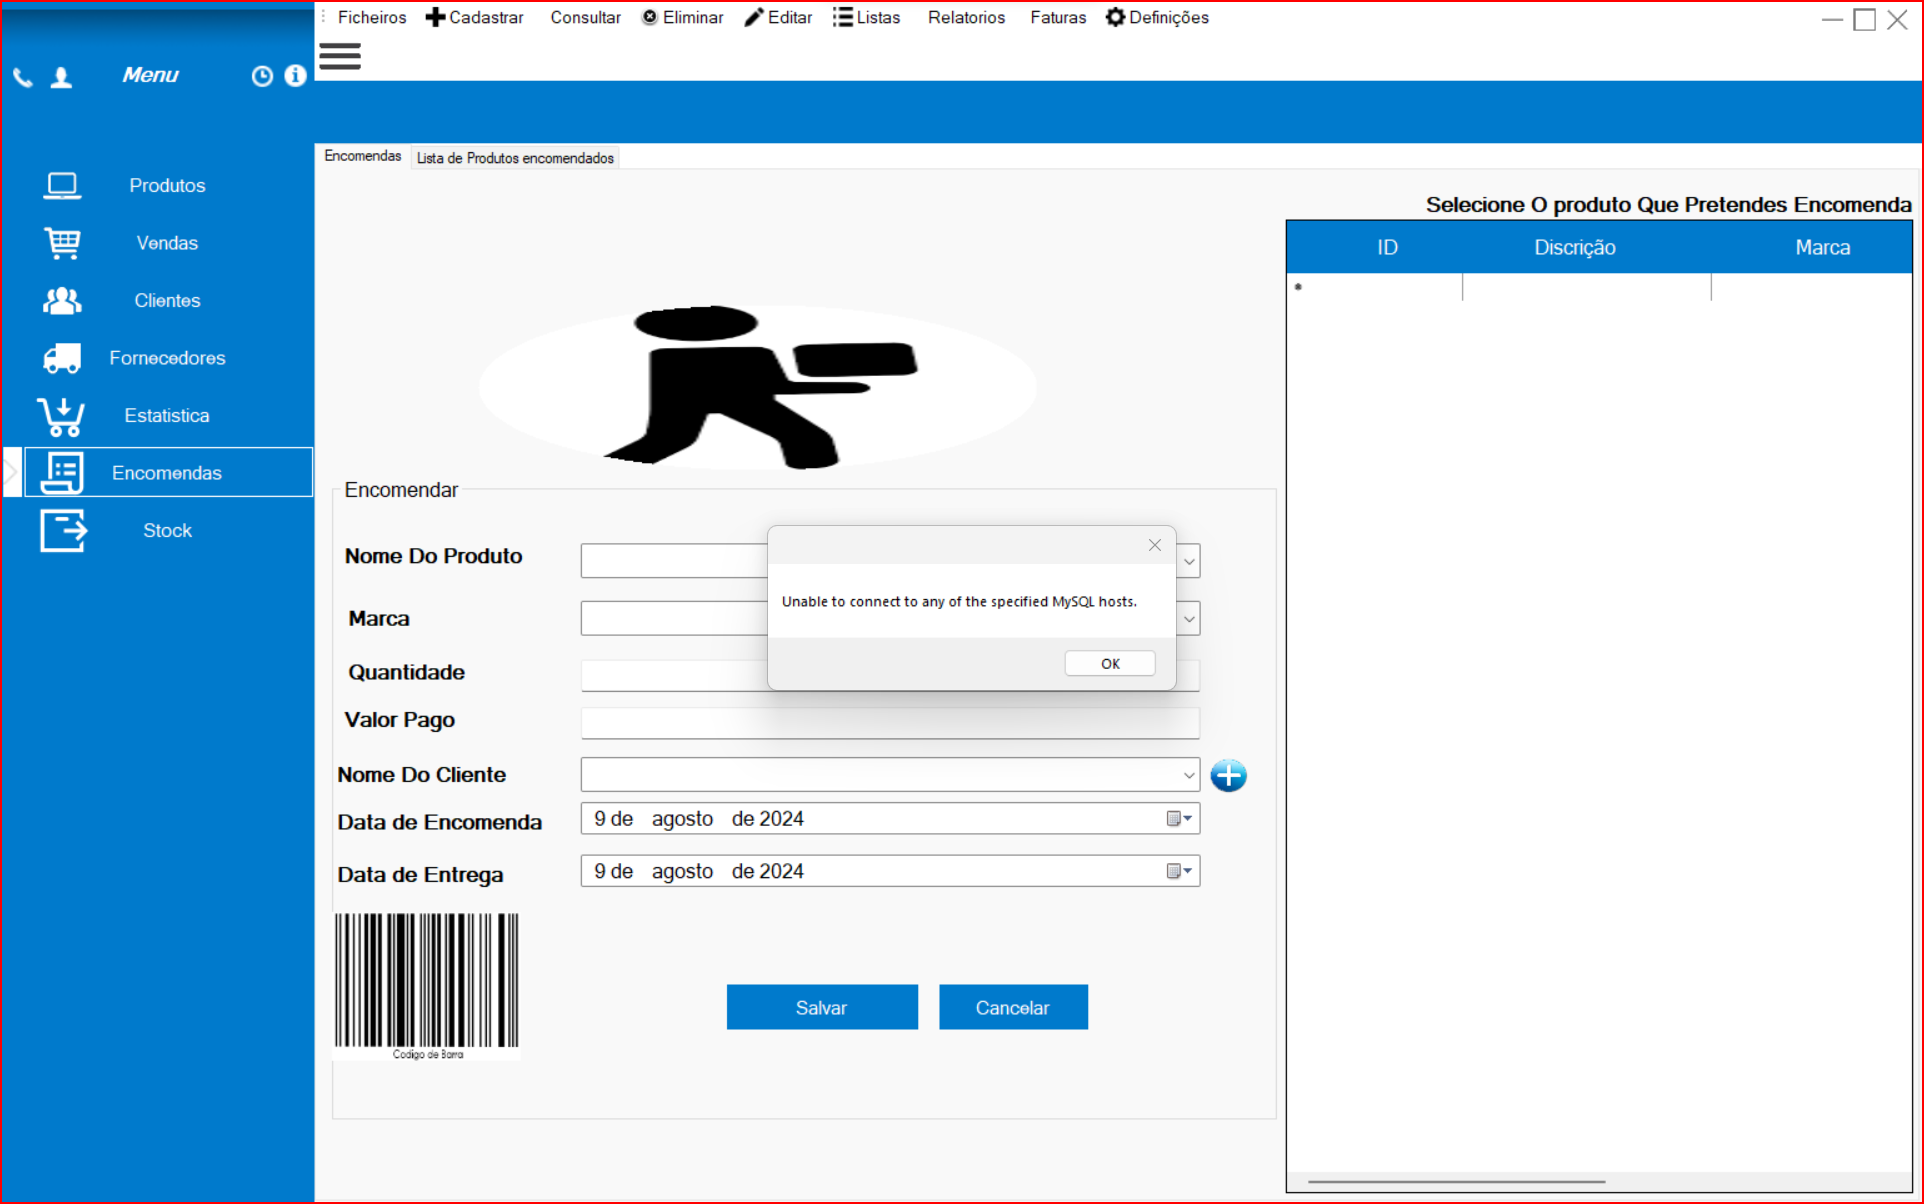 Ficheiros Cadastrar Consultar Eliminar Editar Listas Relatorios Faturas Definições
Menu
Produtos
Vendas
Clientes
Fornecedores
Estatistica
Encomendas
Stock
Encomendas Lista de Produtos encomendados
Selecione O produto Que Pretendes Encomenda
ID Discrição Marca
Encomendar
Nome Do Produto
Marca
Quantidade
Valor Pago
Nome Do Cliente
Data de Encomenda 9 de agosto de 2024
Data de Entrega 9 de agosto de 2024
Unable to connect to any of the specified MySQL hosts.
OK
Codigo de Barra
Salvar Cancelar